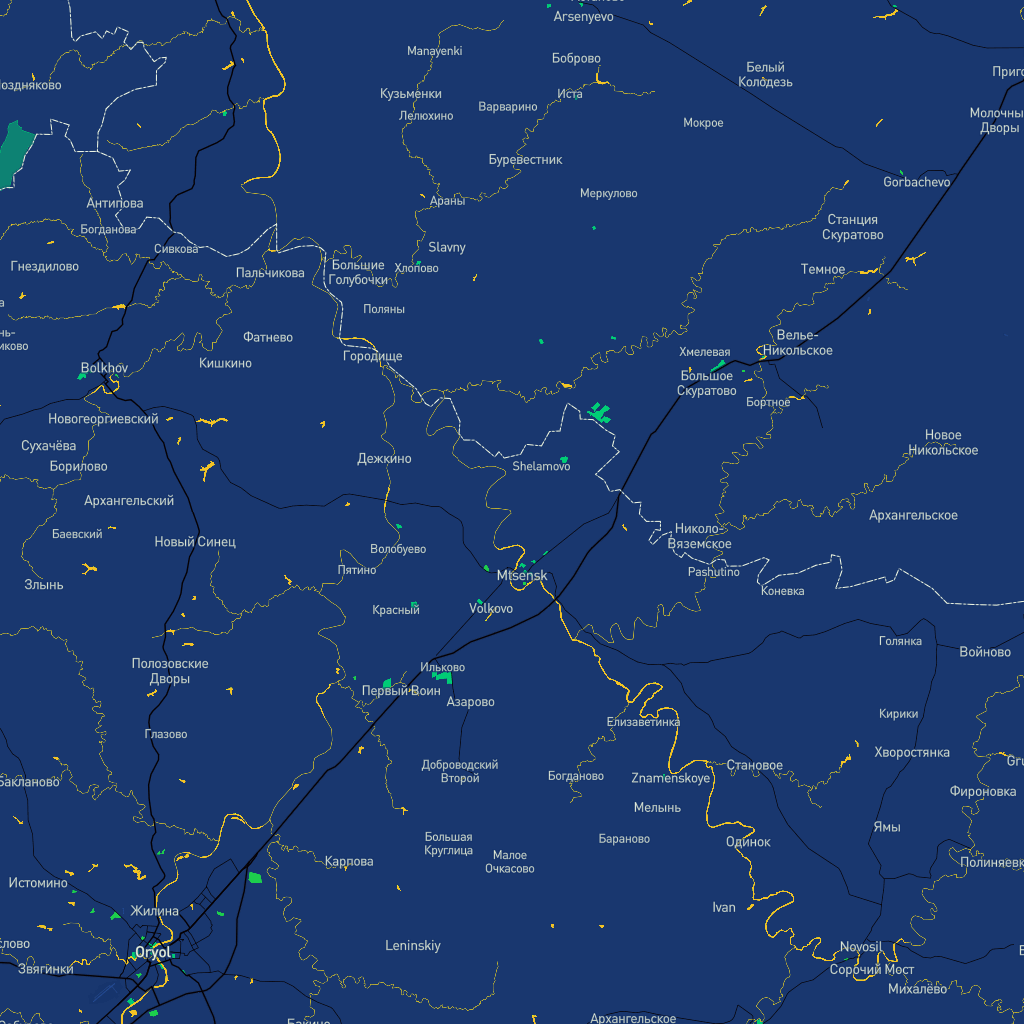 Arsenyevo
Manayenki
Боброво
Белый
Колодезь
Кузьменки
Иста
Лелюхино
Варварино
Мокрое
Молочны
Дворы
Буревестник
Gorbachevo
Меркулово
Антипова
Араны
Станция
Скуратово
Богданова
Сивкова
Slavny
Гнездилово
Пальчикова
Большие
Голубочки
Хлопово
Темное
Поляны
Фатнево
Велье-
Никольское
Городище
Хмелевая
Кишкино
Bolkhov
Большое
Скуратово
Бортное
Новогеоргиевский
Сухачёва
Новое
Никольское
Борилово
Дежкино
Shelamovo
Архангельский
Архангельское
Баевский
Николо-
Вяземское
Новый Синец
Волобуево
Пятино
Mtsensk
Pashutino
Злынь
Коневка
Красный
Volkovo
Голянка
Войново
Полозовские
Дворы
Ильково
Первый Воин
Азарово
Кирики
Елизаветинка
Глазово
Хворостянка
Доброводский
Второй
Богданово
Znamenskoye
Становое
Баклановo
Фироновка
Мелынь
Ямы
Большая
Круглица
Бараново
Одинок
Малое
Очкасово
Карпова
Полиняевк
Истомино
Жилина
Ivan
Leninskiy
Oryol
Novosil
Звягинки
Сорочий Мост
Михалёво
Архангельское